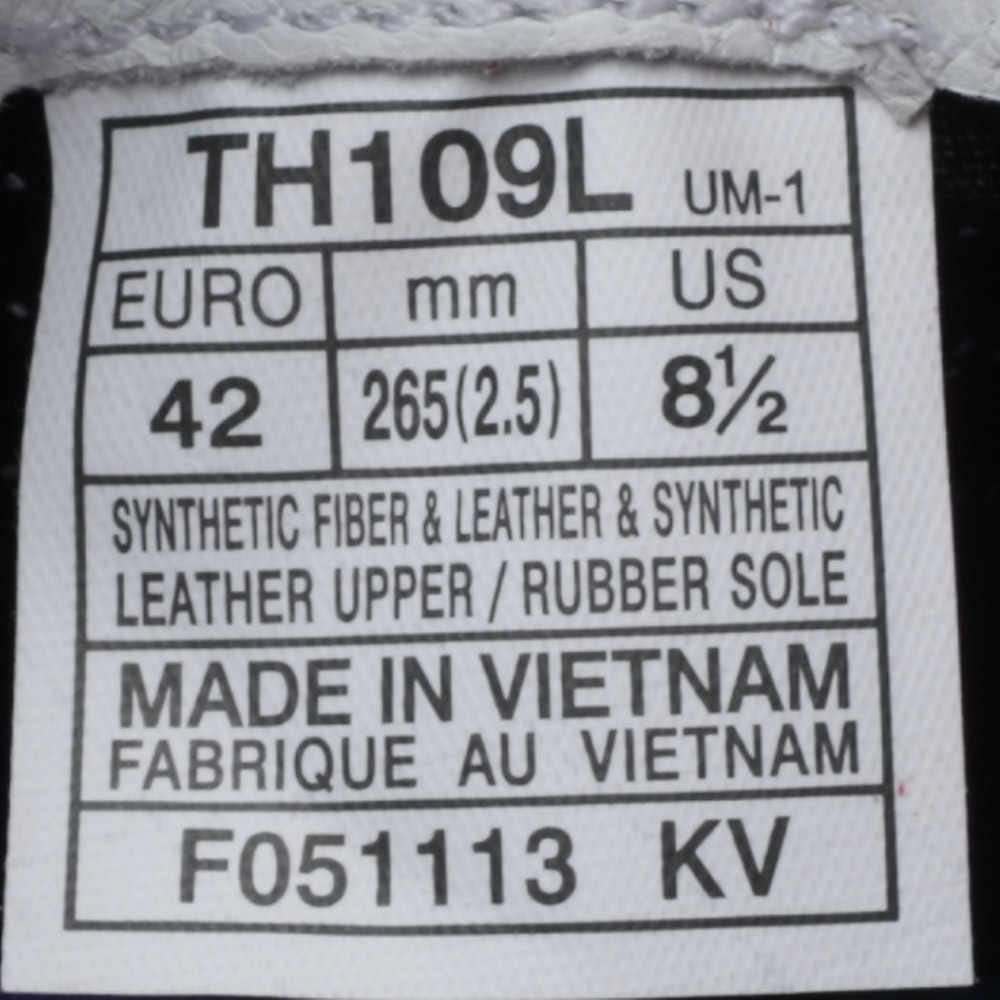 TH109L UM-1
EURO mm US
42 265(2.5) 8½
SYNTHETIC FIBER & LEATHER & SYNTHETIC
LEATHER UPPER / RUBBER SOLE
MADE IN VIETNAM
FABRIQUE AU VIETNAM
F051113 KV